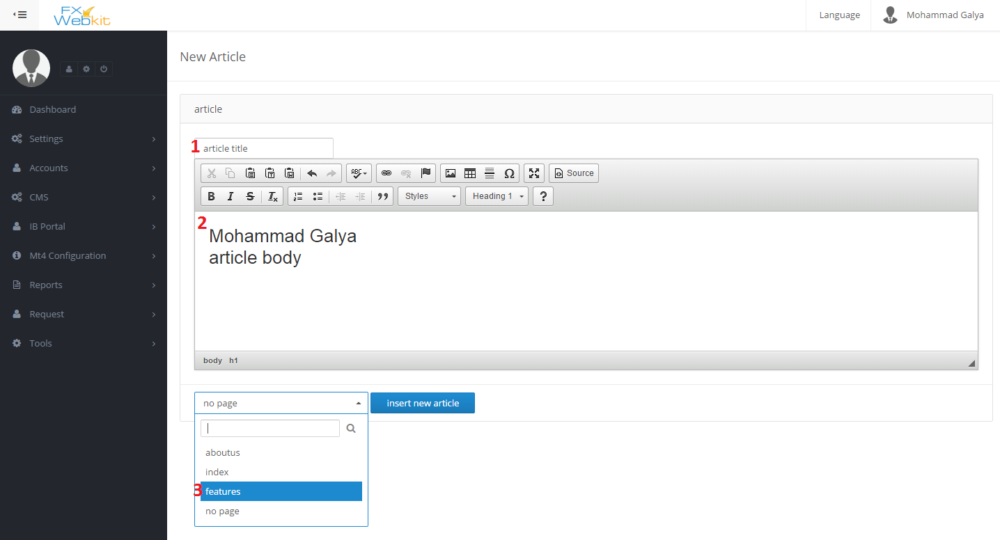 FX
Webkit
Language
Mohammad Galya
Dashboard
Settings
Accounts
CMS
IB Portal
Mt4 Configuration
Reports
Request
Tools
New Article
article
1 article title
ABC
Source
B I S Tx
Styles
Heading 1
?
2
Mohammad Galya
article body
body h1
no page
insert new article
aboutus
index
3 features
no page